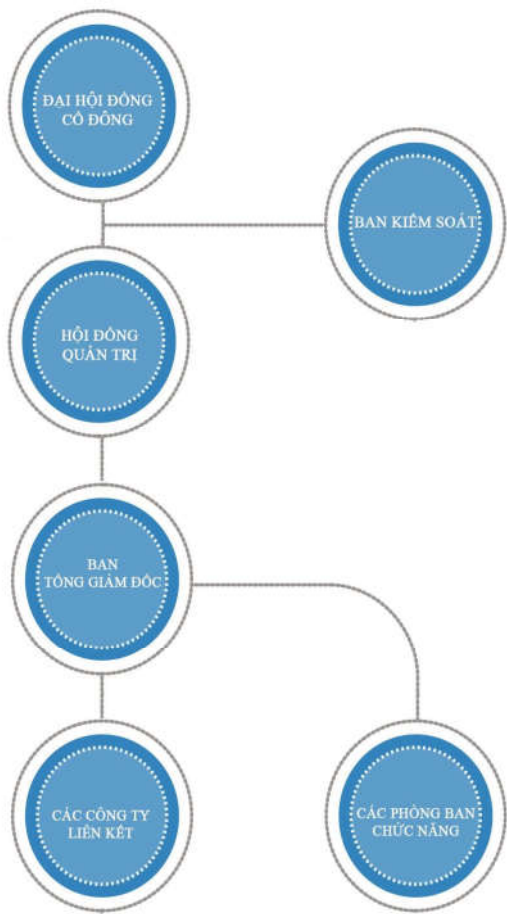 ĐẠI HỘI ĐỒNG
CỔ ĐÔNG
BAN KIỂM SOÁT
HỘI ĐỒNG
QUẢN TRỊ
BAN
TỔNG GIÁM ĐỐC
CÁC CÔNG TY
LIÊN KẾT
CÁC PHÒNG BAN
CHỨC NĂNG